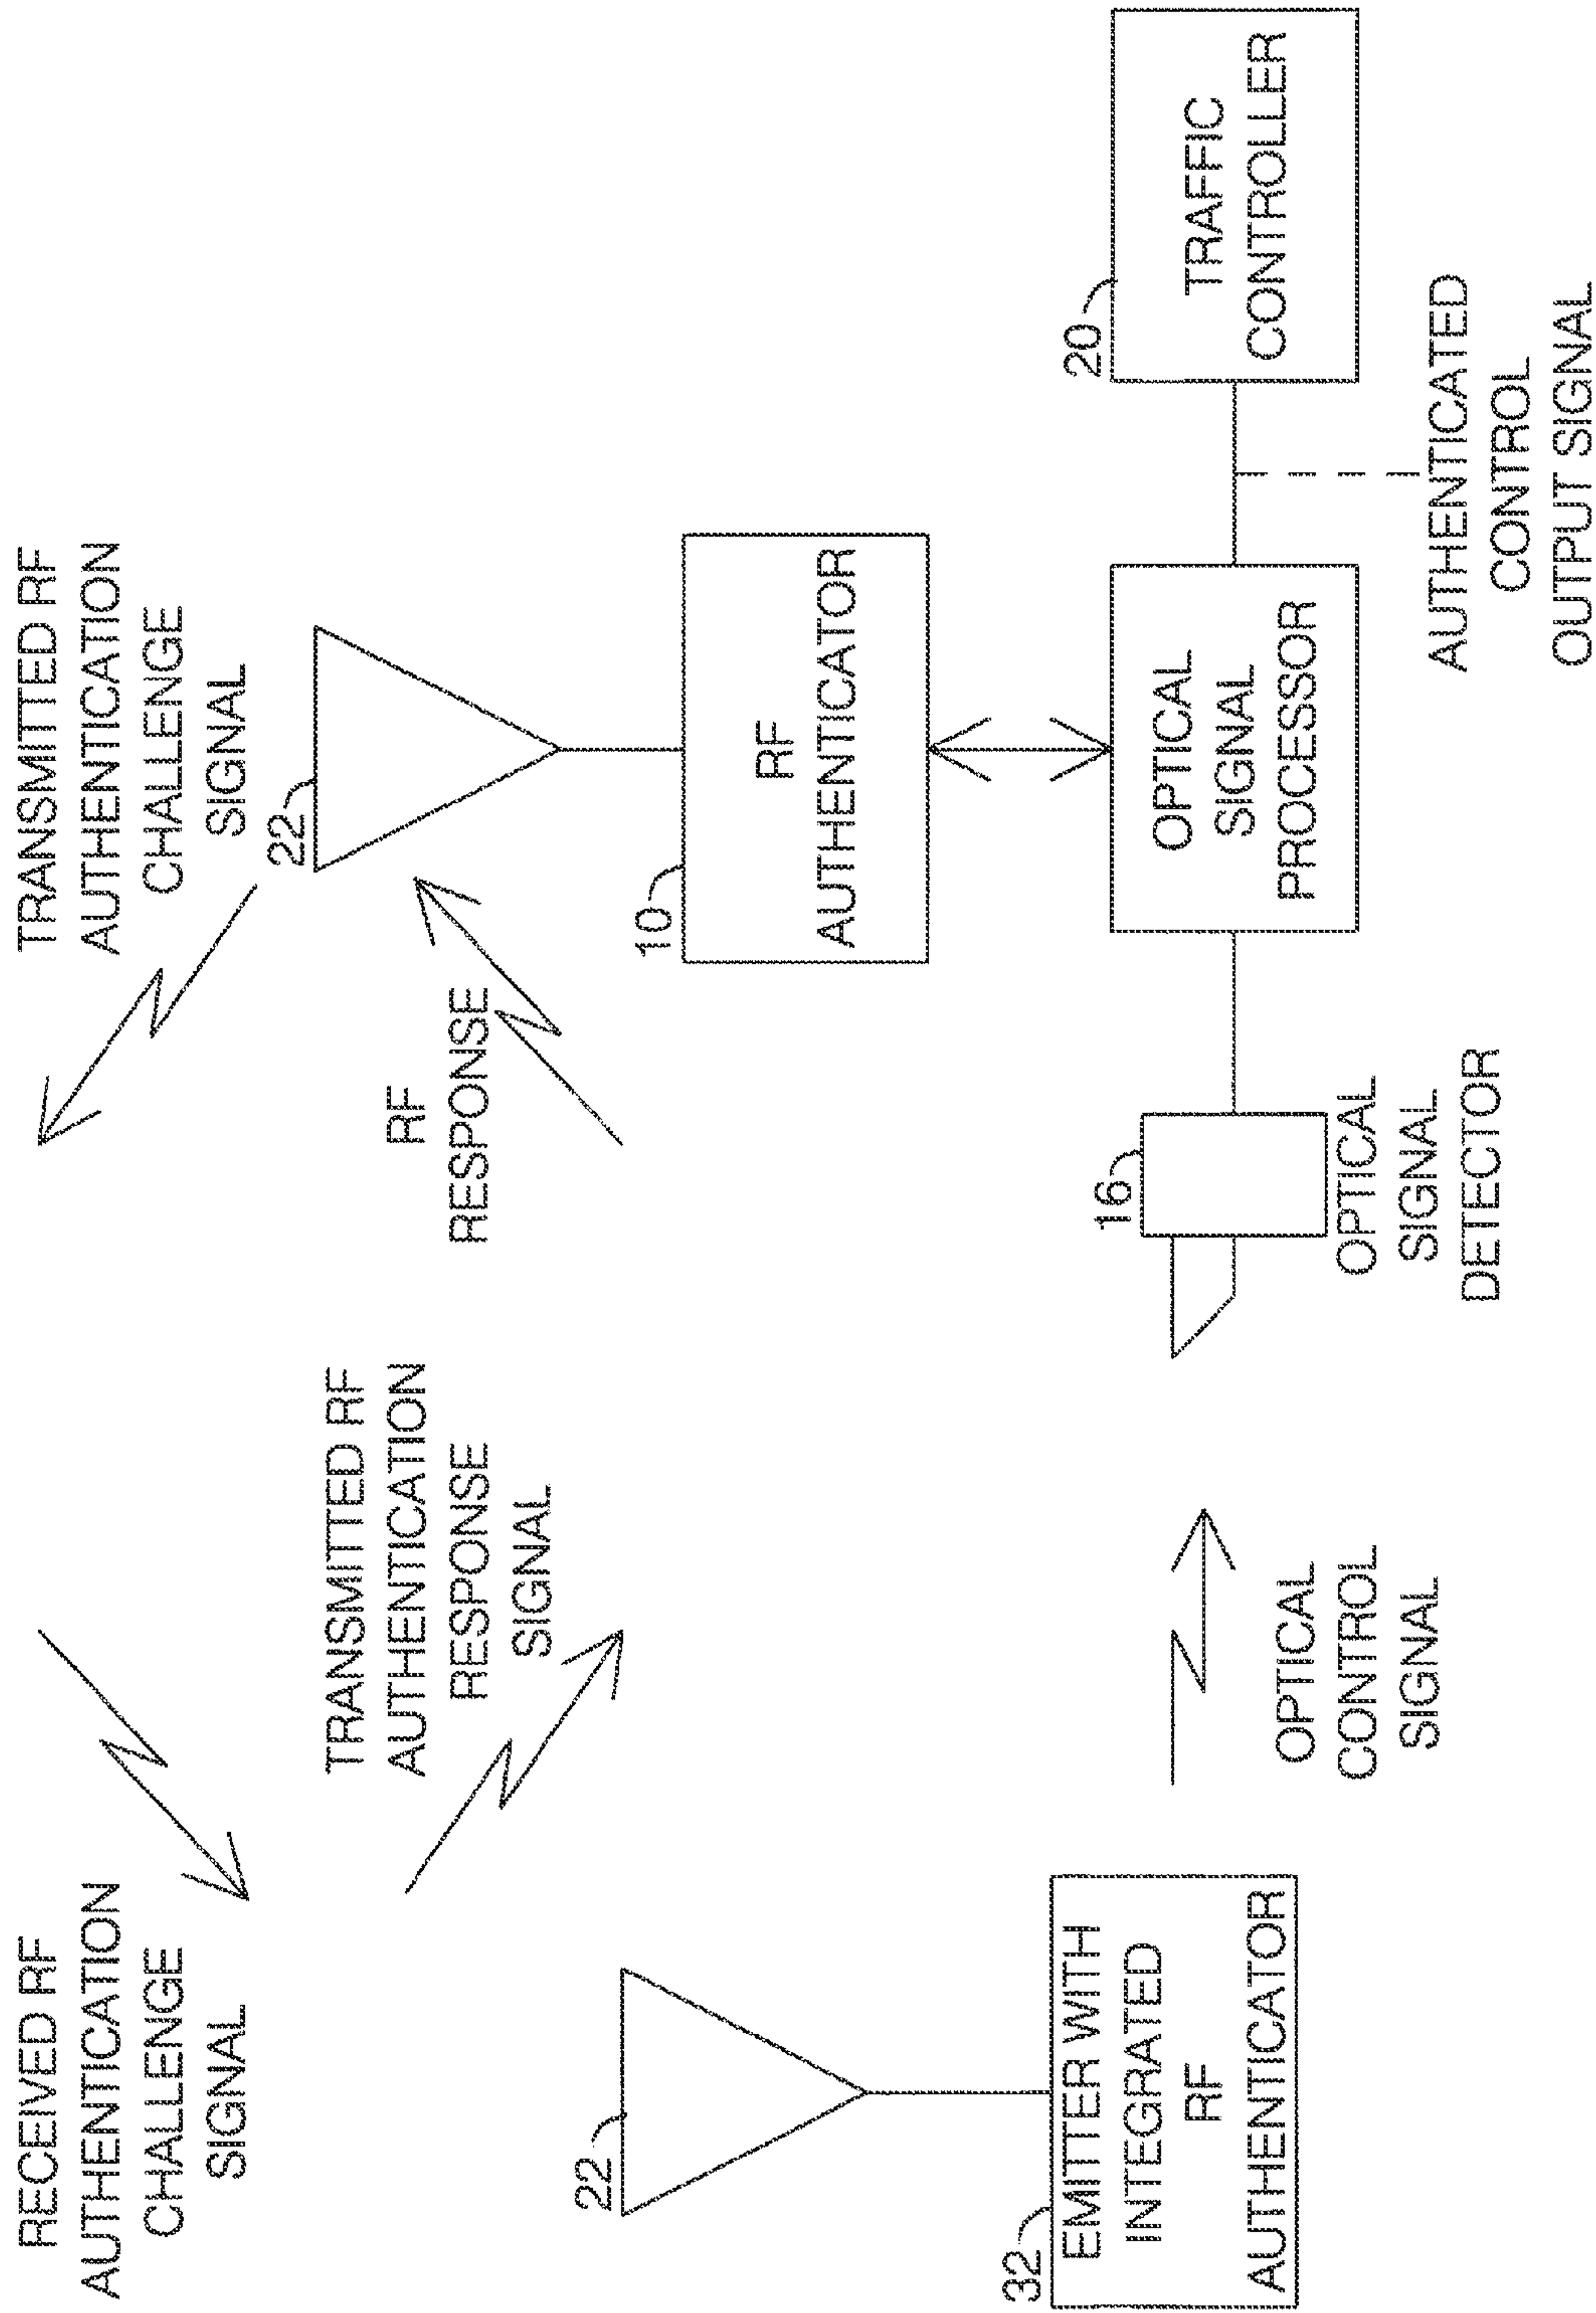 RECEIVED RF
AUTHENTICATION
CHALLENGE
SIGNAL
TRANSMITTED RF
AUTHENTICATION
CHALLENGE
SIGNAL
TRANSMITTED RF
AUTHENTICATION
RESPONSE
SIGNAL
RF
RESPONSE
22
22
10
RF
AUTHENTICATOR
32
EMITTER WITH
INTEGRATED
RF
AUTHENTICATOR
OPTICAL
CONTROL
SIGNAL
16
OPTICAL
SIGNAL
DETECTOR
OPTICAL
SIGNAL
PROCESSOR
20
TRAFFIC
CONTROLLER
AUTHENTICATED
CONTROL
OUTPUT SIGNAL